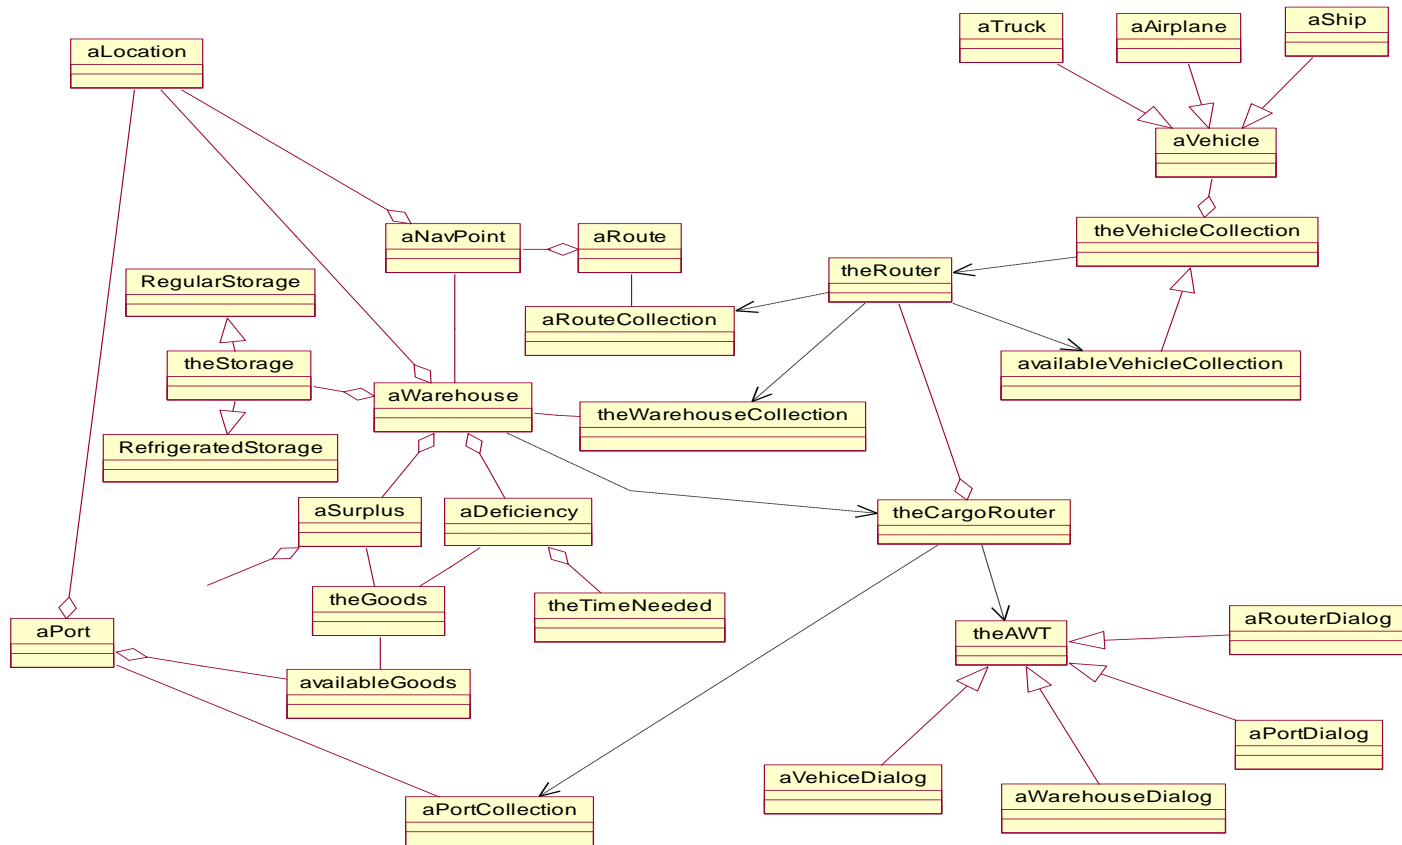 aTruck
aAirplane
aShip
aLocation
aVehicle
aNavPoint
aRoute
theVehicleCollection
theRouter
RegularStorage
aRouteCollection
theStorage
availableVehicleCollection
aWarehouse
theWarehouseCollection
RefrigeratedStorage
aSurplus
aDeficiency
theCargoRouter
theGoods
theTimeNeeded
aPort
theAWT
aRouterDialog
availableGoods
aPortDialog
aVehiceDialog
aWarehouseDialog
aPortCollection